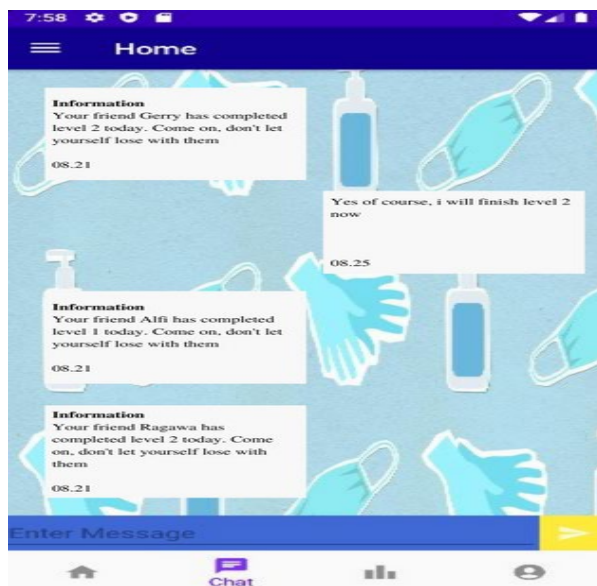 7:58
Home
Information
Your friend Gerry has completed
level 2 today. Come on, don't let
yourself lose with them
08.21
Yes of course, i will finish level 2
now
08.25
Information
Your friend Alfi has completed
level 1 today. Come on, don't let
yourself lose with them
08.21
Information
Your friend Ragawa has
completed level 2 today. Come
on, don't let yourself lose with
them
08.21
Enter Message
Chat